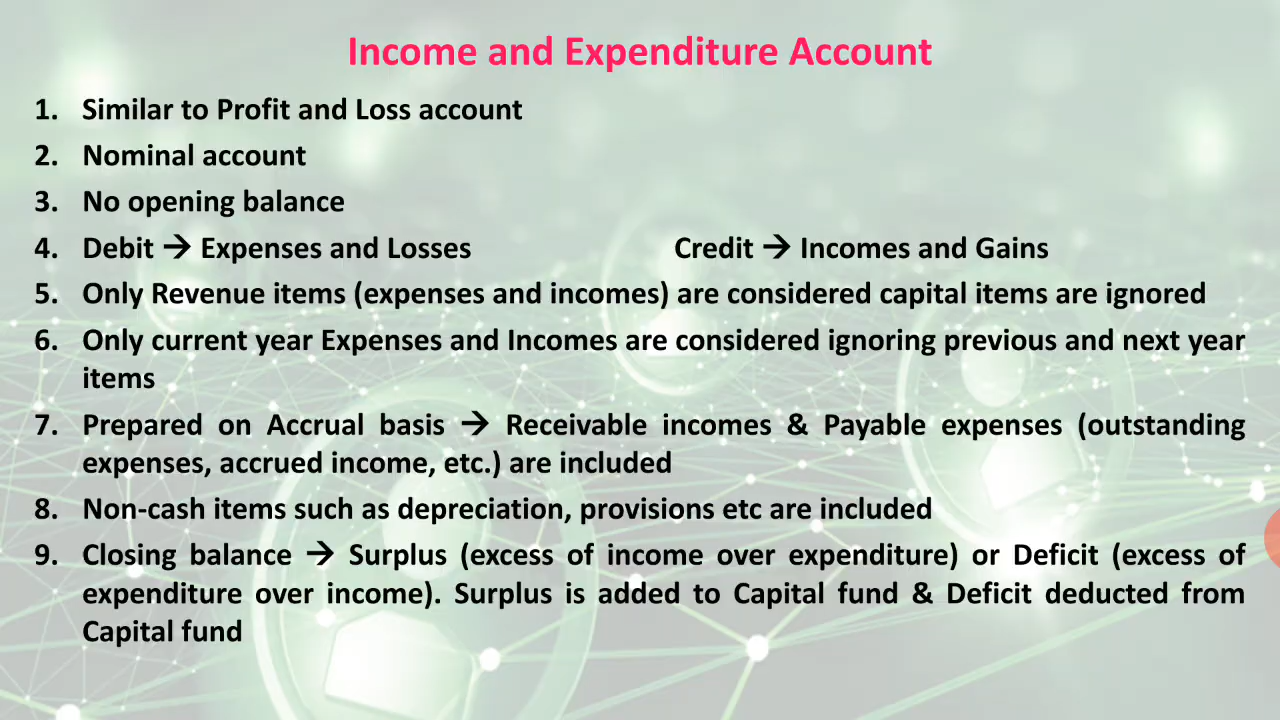 Income and Expenditure Account
1. Similar to Profit and Loss account
2. Nominal account
3. No opening balance
4. Debit → Expenses and Losses Credit → Incomes and Gains
5. Only Revenue items (expenses and incomes) are considered capital items are ignored
6. Only current year Expenses and Incomes are considered ignoring previous and next year
items
7. Prepared on Accrual basis → Receivable incomes & Payable expenses (outstanding
expenses, accrued income, etc.) are included
8. Non-cash items such as depreciation, provisions etc are included
9. Closing balance → Surplus (excess of income over expenditure) or Deficit (excess of
expenditure over income). Surplus is added to Capital fund & Deficit deducted from
Capital fund